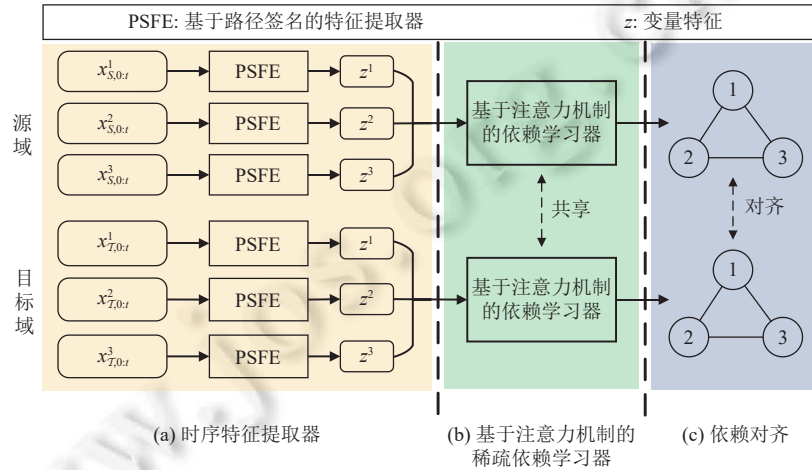 PSFE: 基于路径签名的特征提取器 z: 变量特征
源域
x^1_{S,0:t} PSFE z^1
x^2_{S,0:t} PSFE z^2
x^3_{S,0:t} PSFE z^3
基于注意力机制
的依赖学习器
1
2 3
共享
对齐
目标域
x^1_{T,0:t} PSFE z^1
x^2_{T,0:t} PSFE z^2
x^3_{T,0:t} PSFE z^3
基于注意力机制
的依赖学习器
1
2 3
(a) 时序特征提取器
(b) 基于注意力机制的
稀疏依赖学习器
(c) 依赖对齐